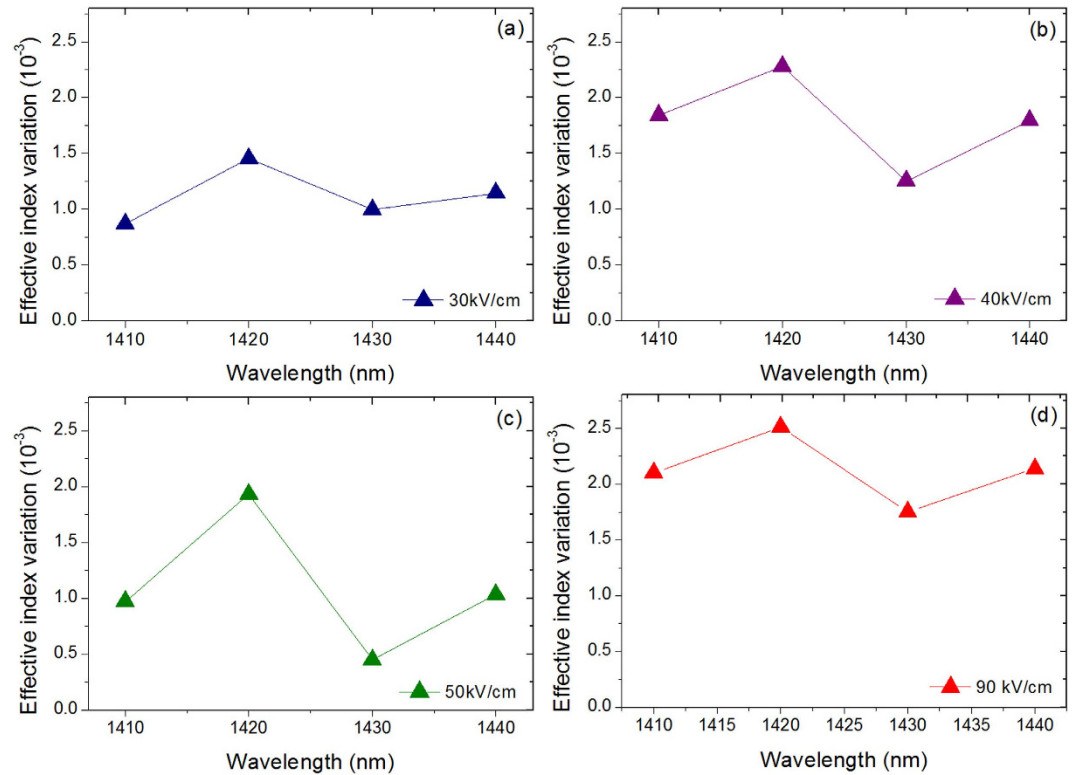 (a)
Effective index variation (10⁻³)
2.5
2.0
1.5
1.0
0.5
0.0
30kV/cm
1410 1420 1430 1440
Wavelength (nm)
(b)
Effective index variation (10⁻³)
2.5
2.0
1.5
1.0
0.5
0.0
40kV/cm
1410 1420 1430 1440
Wavelength (nm)
(c)
Effective index variation (10⁻³)
2.5
2.0
1.5
1.0
0.5
0.0
50kV/cm
1410 1420 1430 1440
Wavelength (nm)
(d)
Effective index variation (10⁻³)
2.5
2.0
1.5
1.0
0.5
0.0
90 kV/cm
1410 1415 1420 1425 1430 1435 1440
Wavelength (nm)